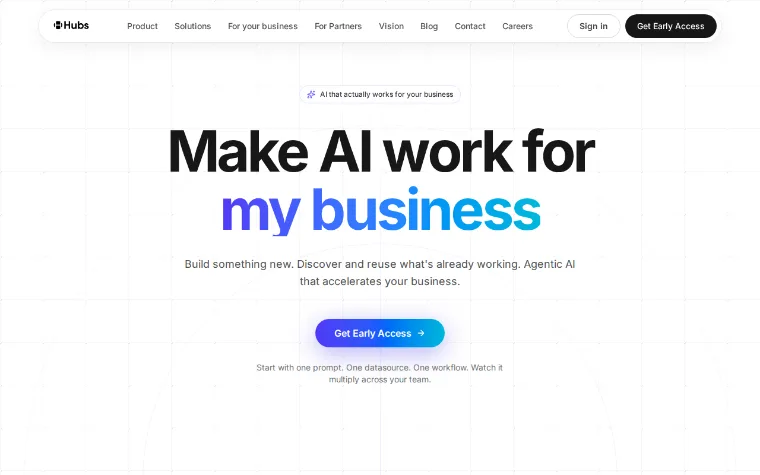 Hubs
Product Solutions For your business For Partners Vision Blog Contact Careers
Sign in
Get Early Access
AI that actually works for your business
Make AI work for
my business
Build something new. Discover and reuse what's already working. Agentic AI
that accelerates your business.
Get Early Access →
Start with one prompt. One datasource. One workflow. Watch it
multiply across your team.